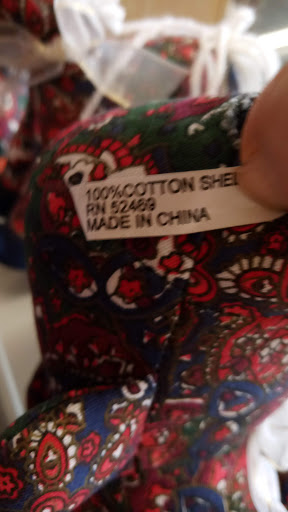 100%COTTON SHEL
RN 52469
MADE IN CHINA